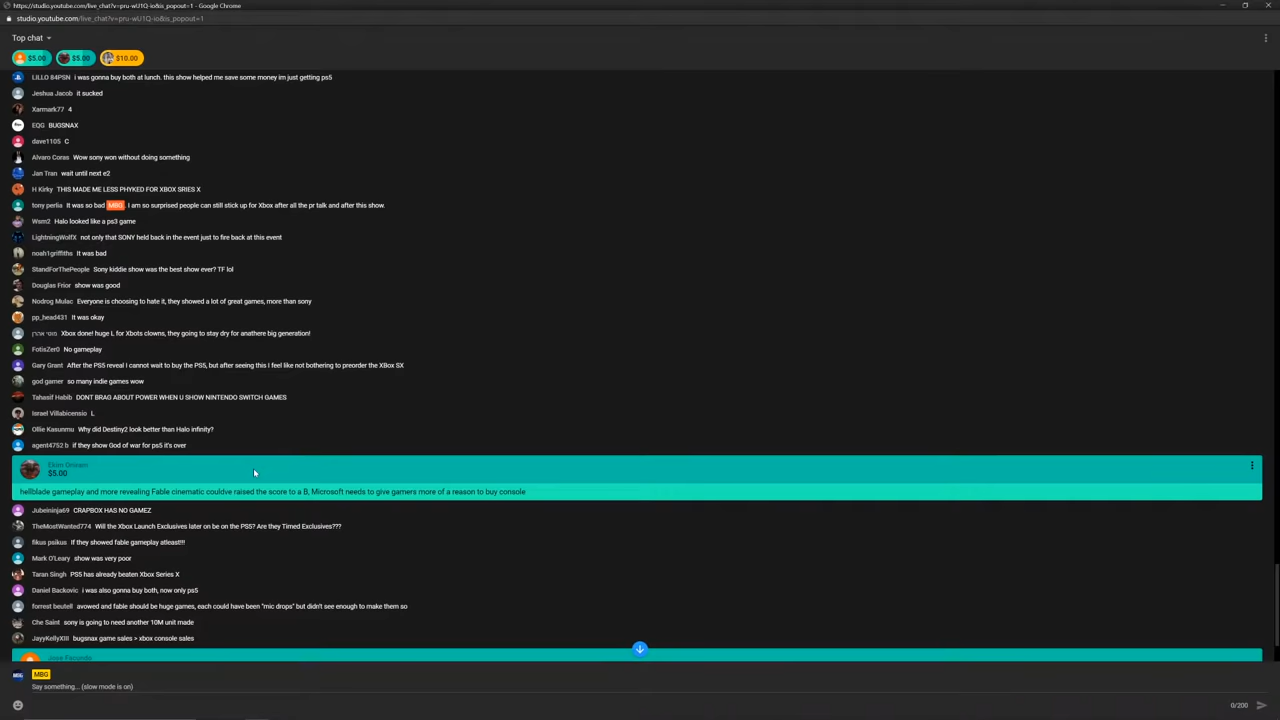 https://studio.youtube.com/live_chat?v=pru-wU1Q-io&is_popout=1 - Google Chrome
studio.youtube.com/live_chat?v=pru-wU1Q-io&is_popout=1
Top chat
$5.00 $5.00 $10.00
LILLO 84PSN i was gonna buy both at lunch. this show helped me save some money im just getting ps5
Jeshua Jacob it sucked
Xarmark77 4
EQG BUGSNAX
dave1105 C
Alvaro Coras Wow sony won without doing something
Jan Tran wait until next e2
H Kirky THIS MADE ME LESS PHYKED FOR XBOX SRIES X
tony perlia It was so bad MBG. I am so surprised people can still stick up for Xbox after all the pr talk and after this show.
Wsm2 Halo looked like a ps3 game
LightningWolfX not only that SONY held back in the event just to fire back at this event
noah1griffiths It was bad
StandForThePeople Sony kiddie show was the best show ever? TF lol
Douglas Frior show was good
Nodrog Mulac Everyone is choosing to hate it, they showed a lot of great games, more than sony
pp_head431 It was okay
מוטי אהרן Xbox done! huge L for Xbots clowns, they going to stay dry for anathere big generation!
FotisZer0 No gameplay
Gary Grant After the PS5 reveal I cannot wait to buy the PS5, but after seeing this I feel like not bothering to preorder the XBox SX
god gamer so many indie games wow
Tahasif Habib DONT BRAG ABOUT POWER WHEN U SHOW NINTENDO SWITCH GAMES
Israel Villabicensio L
Ollie Kasunmu Why did Destiny2 look better than Halo infinity?
agent4752 b if they show God of war for ps5 it's over
$5.00
hellblade gameplay and more revealing Fable cinematic couldve raised the score to a B, Microsoft needs to give gamers more of a reason to buy console
Jubeininja69 CRAPBOX HAS NO GAMEZ
TheMostWanted774 Will the Xbox Launch Exclusives later on be on the PS5? Are they Timed Exclusives???
fikus psikus If they showed fable gameplay atleast!!!
Mark O'Leary show was very poor
Taran Singh PS5 has already beaten Xbox Series X
Daniel Backovic i was also gonna buy both, now only ps5
forrest beutell avowed and fable should be huge games, each could have been "mic drops" but didn't see enough to make them so
Che Saint sony is going to need another 10M unit made
JayyKellyXIII bugsnax game sales > xbox console sales
MBG
Say something... (slow mode is on)
0/200